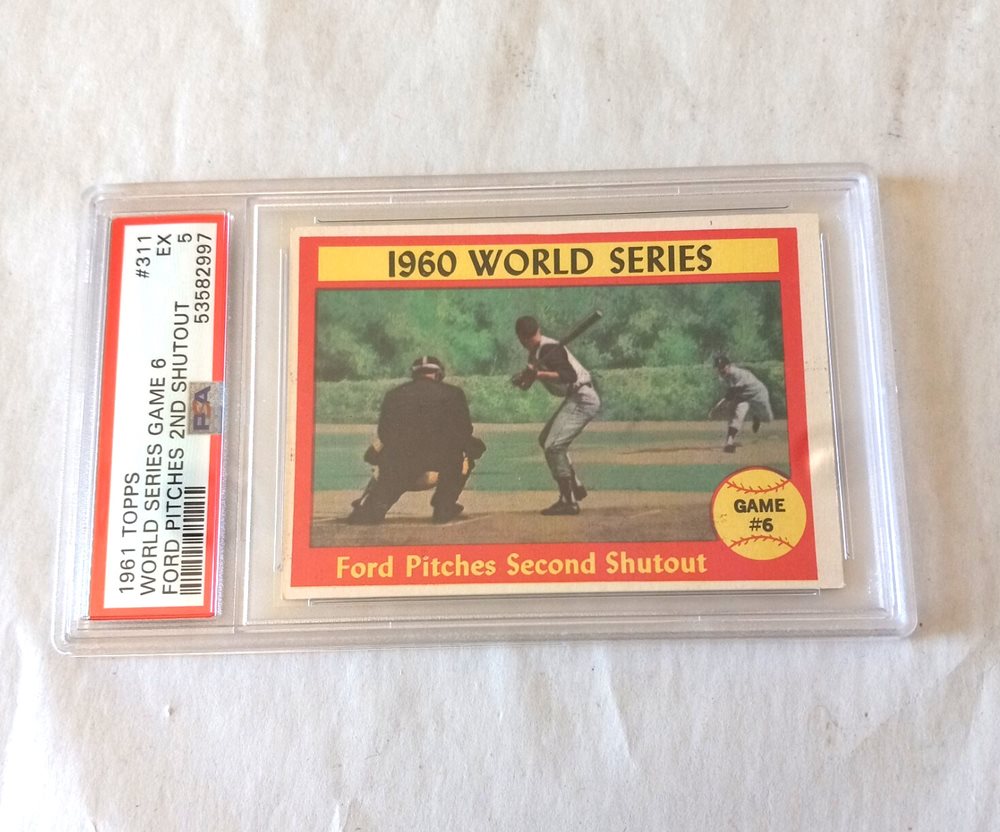 1961 TOPPS #311
WORLD SERIES GAME 6 EX
FORD PITCHES 2ND SHUTOUT 5
53582997
PSA
1960 WORLD SERIES
GAME
#6
Ford Pitches Second Shutout